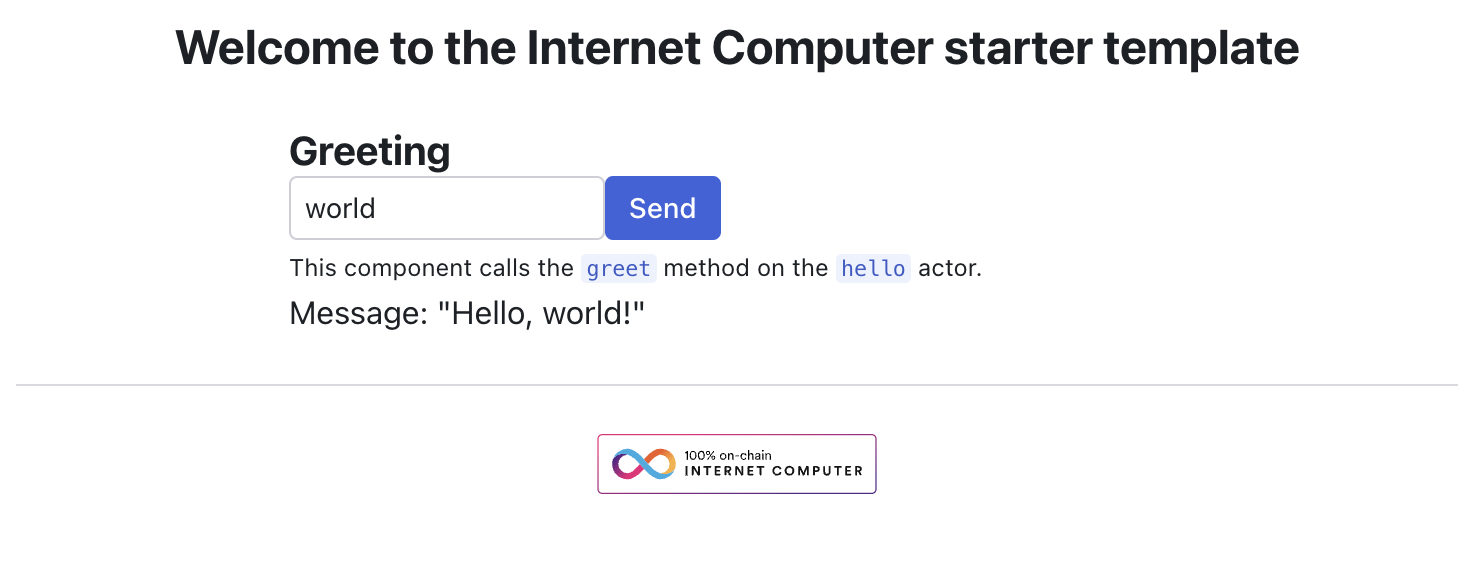 Welcome to the Internet Computer starter template
Greeting
world Send
This component calls the greet method on the hello actor.
Message: "Hello, world!"
100% on-chain
INTERNET COMPUTER